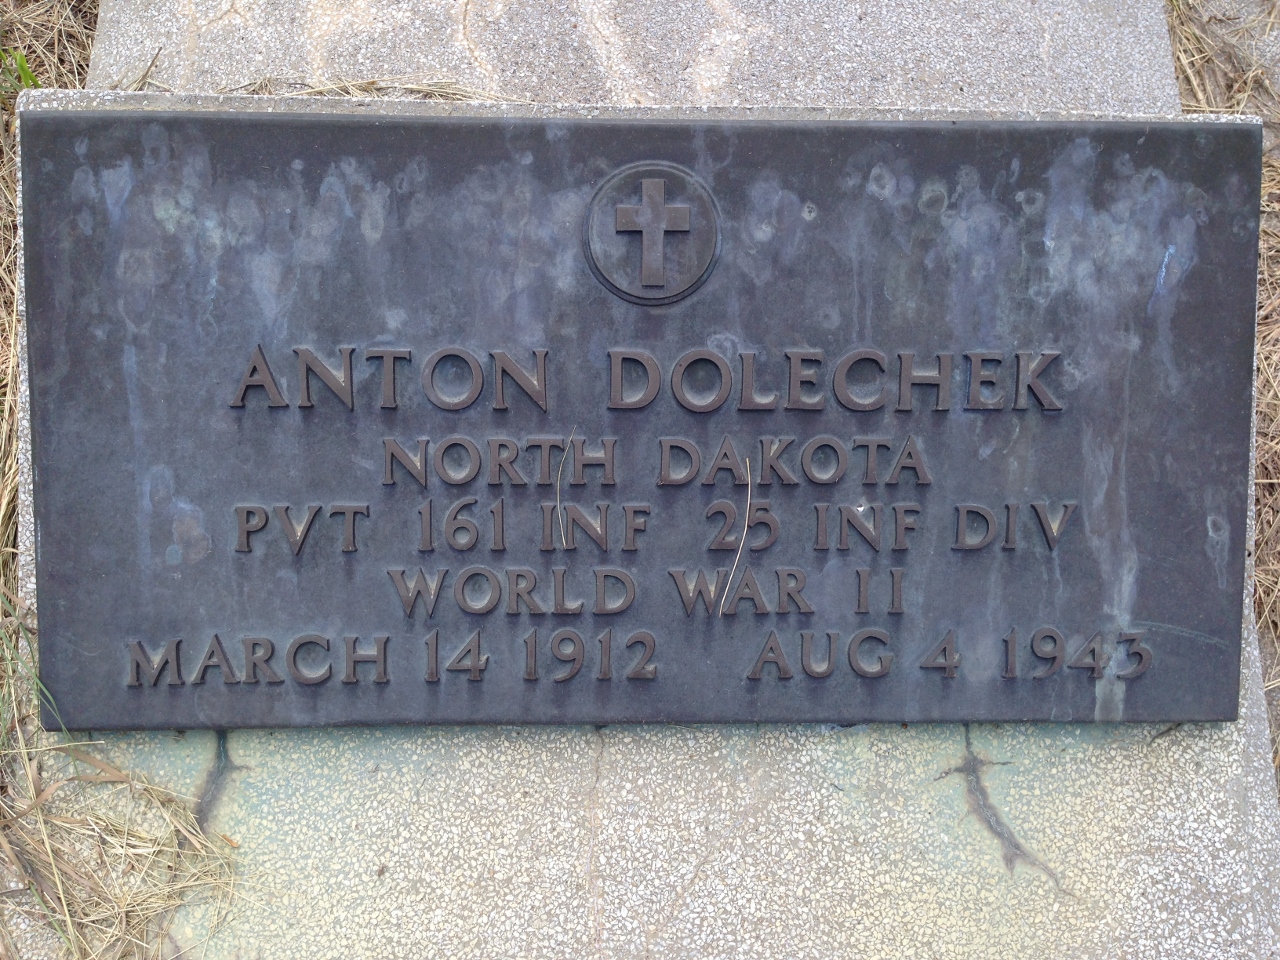 ANTON DOLECHEK
NORTH DAKOTA
PVT 161 INF 25 INF DIV
WORLD WAR II
MARCH 14 1912 AUG 4 1943